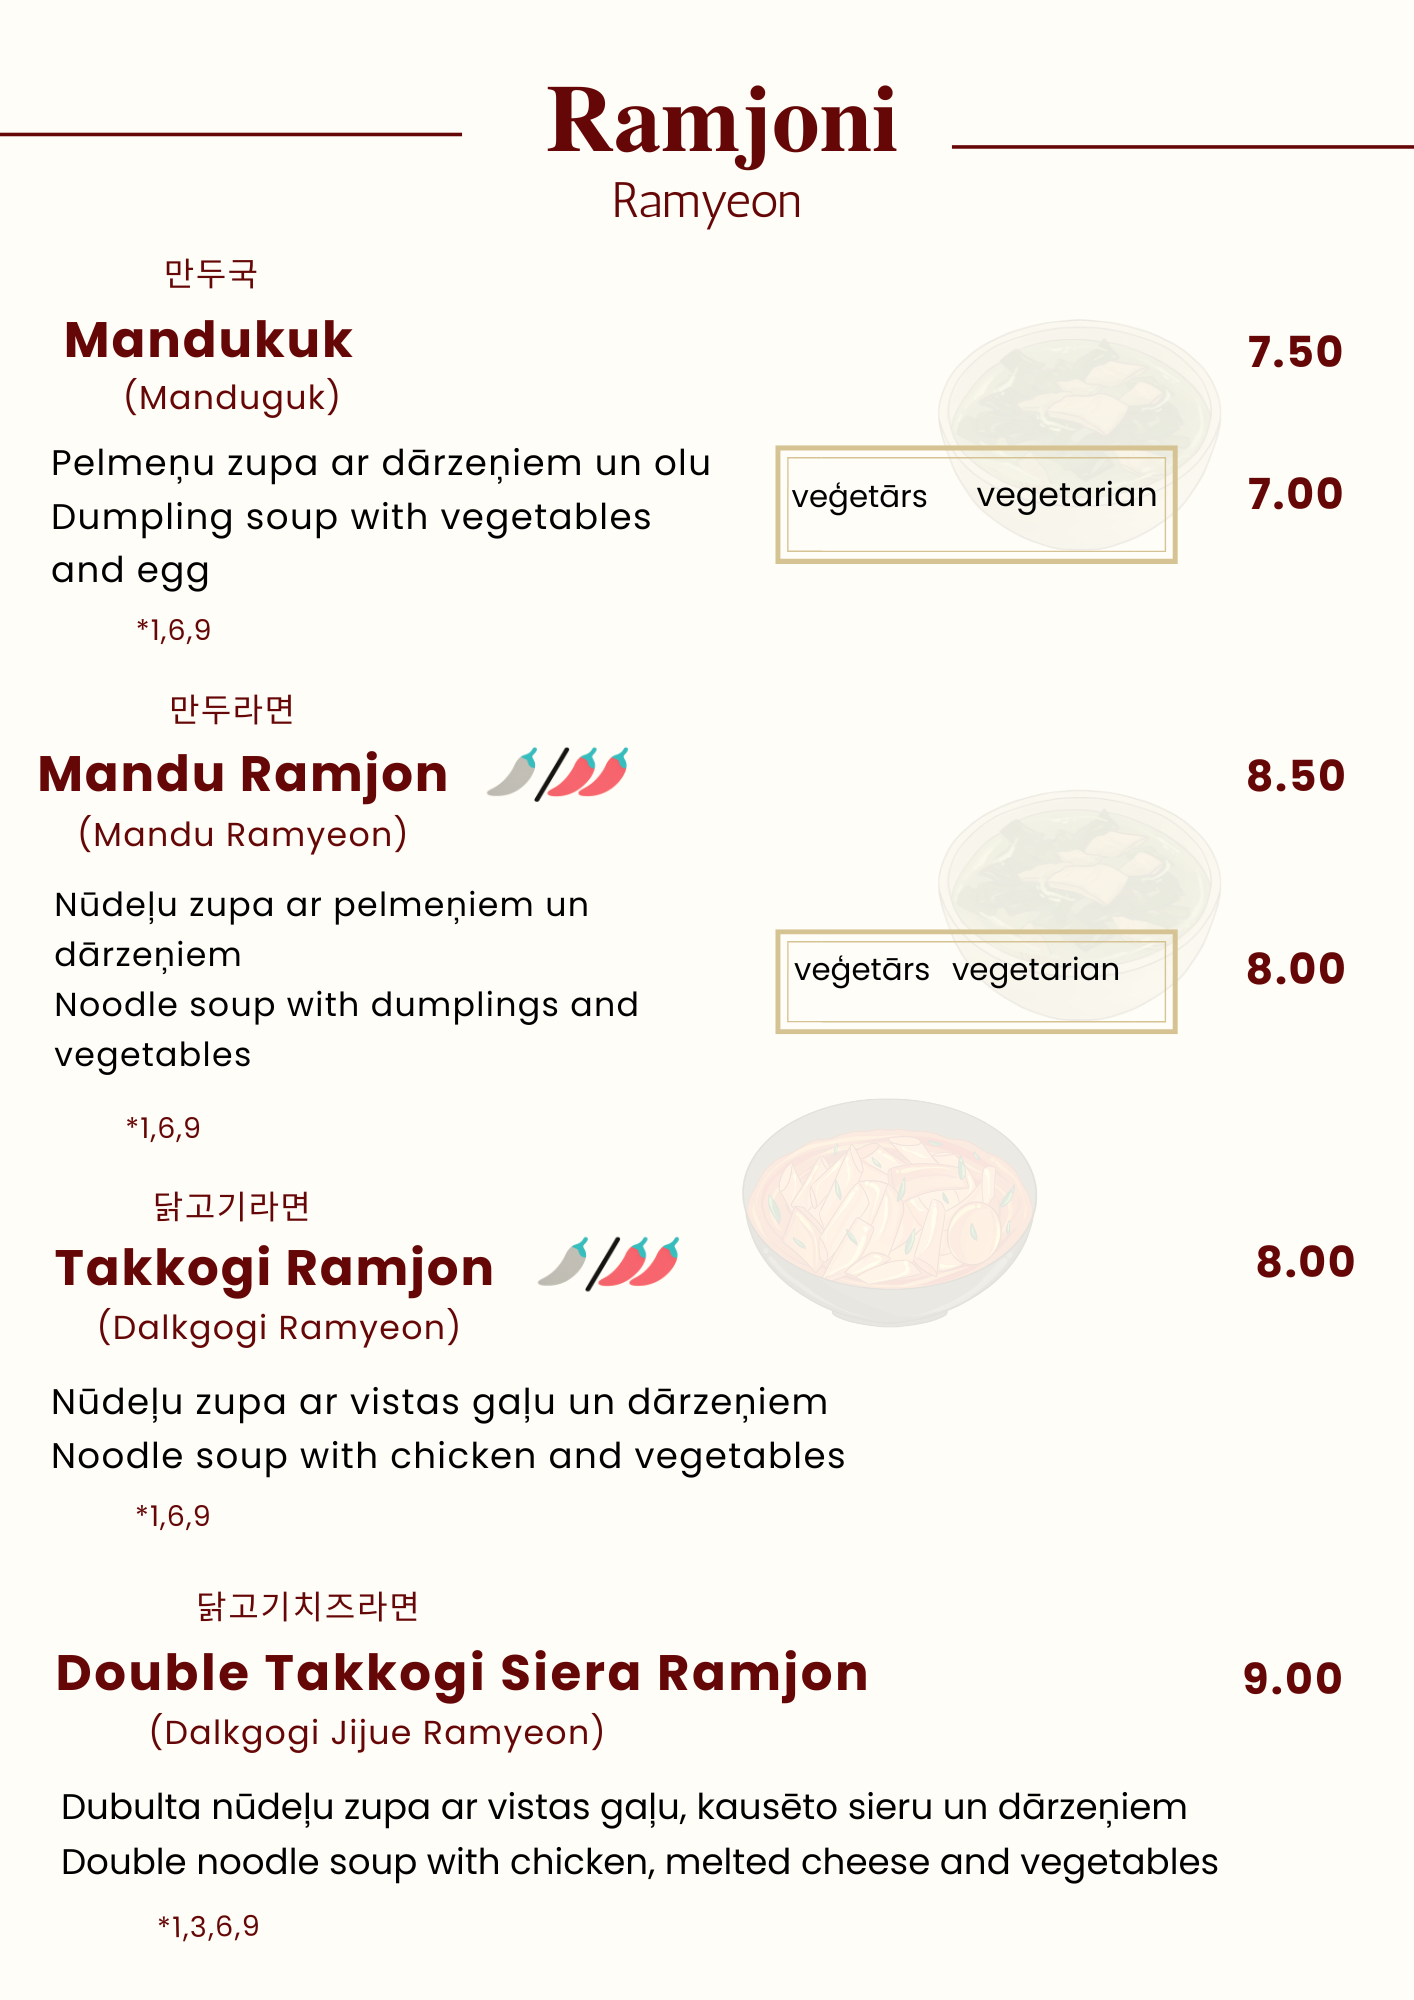 Ramjoni
Ramyeon
만두국
Mandukuk
7.50
(Manduguk)
Pelmeņu zupa ar dārzeņiem un olu
Dumpling soup with vegetables
and egg
veģetārs vegetarian
7.00
*1,6,9
만두라면
Mandu Ramjon
8.50
(Mandu Ramyeon)
Nūdeļu zupa ar pelmeņiem un
dārzeņiem
Noodle soup with dumplings and
vegetables
veģetārs vegetarian
8.00
*1,6,9
닭고기라면
Takkogi Ramjon
8.00
(Dalkgogi Ramyeon)
Nūdeļu zupa ar vistas gaļu un dārzeņiem
Noodle soup with chicken and vegetables
*1,6,9
닭고기치즈라면
Double Takkogi Siera Ramjon
9.00
(Dalkgogi Jijue Ramyeon)
Dubulta nūdeļu zupa ar vistas gaļu, kausēto sieru un dārzeņiem
Double noodle soup with chicken, melted cheese and vegetables
*1,3,6,9